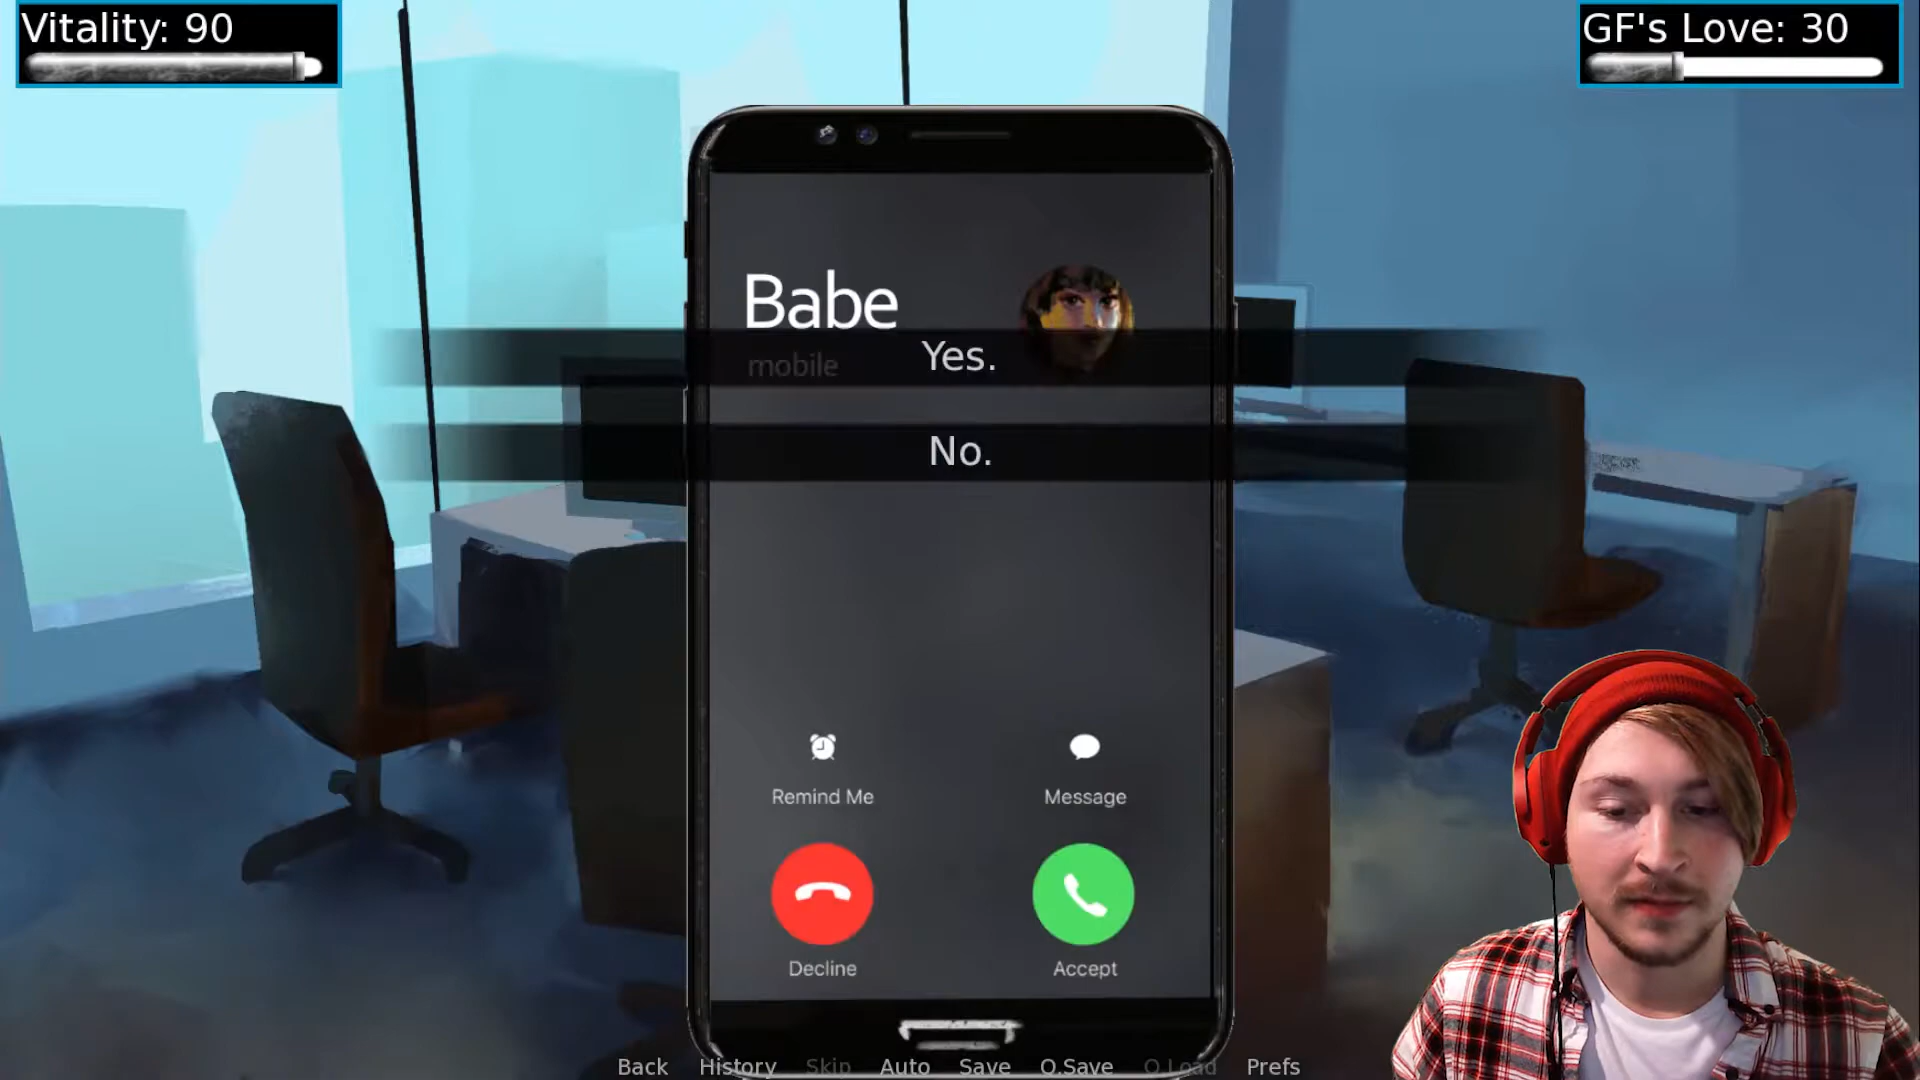 Vitality: 90
GF's Love: 30
Babe
mobile
Yes.
No.
Remind Me
Message
Decline
Accept
Back History Skip Auto Save Q.Save Q.Load Prefs